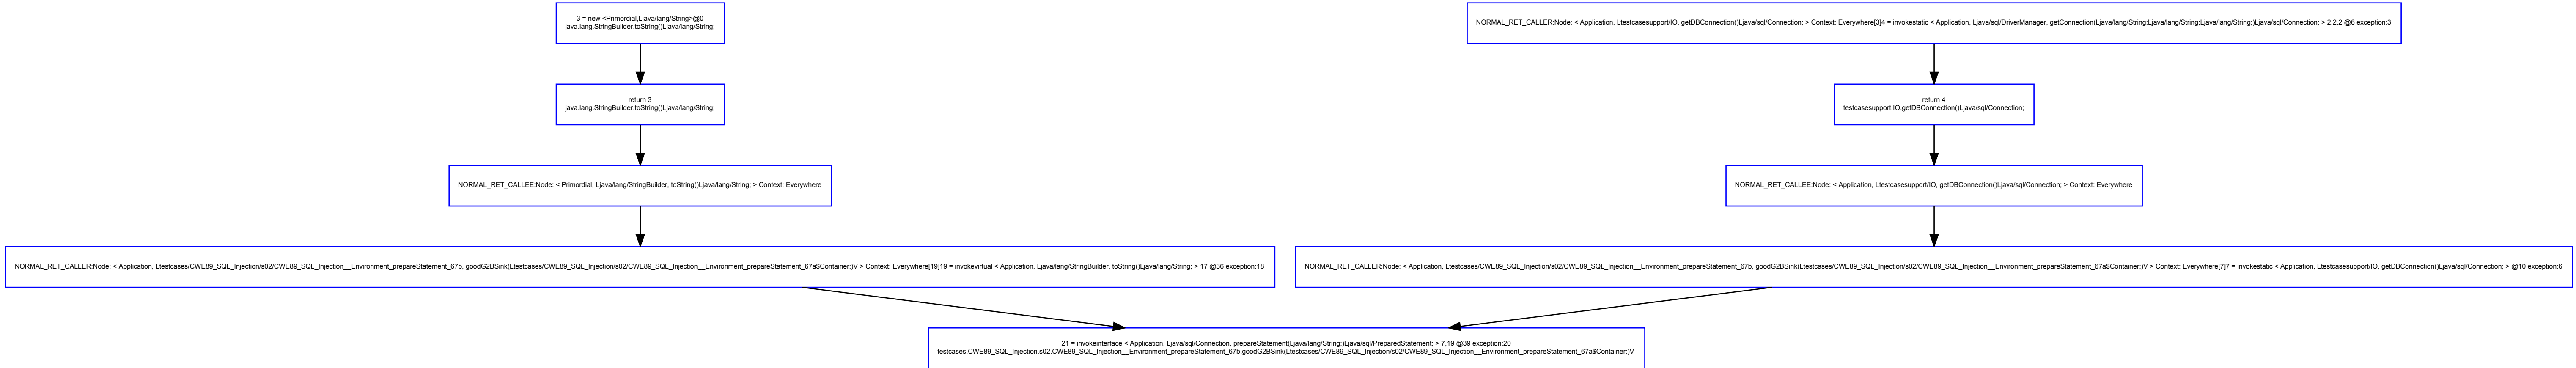 3 = new <Primordial,Ljava/lang/String>@0
java.lang.StringBuilder.toString()Ljava/lang/String;
NORMAL_RET_CALLER:Node: < Application, Ltestcasesupport/IO, getDBConnection()Ljava/sql/Connection; > Context: Everywhere[3]4 = invokestatic < Application, Ljava/sql/DriverManager, getConnection(Ljava/lang/String;Ljava/lang/String;Ljava/lang/String;)Ljava/sql/Connection; > 2,2,2 @6 exception:3
return 3
java.lang.StringBuilder.toString()Ljava/lang/String;
return 4
testcasesupport.IO.getDBConnection()Ljava/sql/Connection;
NORMAL_RET_CALLEE:Node: < Primordial, Ljava/lang/StringBuilder, toString()Ljava/lang/String; > Context: Everywhere
NORMAL_RET_CALLEE:Node: < Application, Ltestcasesupport/IO, getDBConnection()Ljava/sql/Connection; > Context: Everywhere
NORMAL_RET_CALLER:Node: < Application, Ltestcases/CWE89_SQL_Injection/s02/CWE89_SQL_Injection__Environment_prepareStatement_67b, goodG2BSink(Ltestcases/CWE89_SQL_Injection/s02/CWE89_SQL_Injection__Environment_prepareStatement_67a$Container;)V > Context: Everywhere[19]19 = invokevirtual < Application, Ljava/lang/StringBuilder, toString()Ljava/lang/String; > 17 @36 exception:18
NORMAL_RET_CALLER:Node: < Application, Ltestcases/CWE89_SQL_Injection/s02/CWE89_SQL_Injection__Environment_prepareStatement_67b, goodG2BSink(Ltestcases/CWE89_SQL_Injection/s02/CWE89_SQL_Injection__Environment_prepareStatement_67a$Container;)V > Context: Everywhere[7]7 = invokestatic < Application, Ltestcasesupport/IO, getDBConnection()Ljava/sql/Connection; > @10 exception:6
21 = invokeinterface < Application, Ljava/sql/Connection, prepareStatement(Ljava/lang/String;)Ljava/sql/PreparedStatement; > 7,19 @39 exception:20
testcases.CWE89_SQL_Injection.s02.CWE89_SQL_Injection__Environment_prepareStatement_67b.goodG2BSink(Ltestcases/CWE89_SQL_Injection/s02/CWE89_SQL_Injection__Environment_prepareStatement_67a$Container;)V